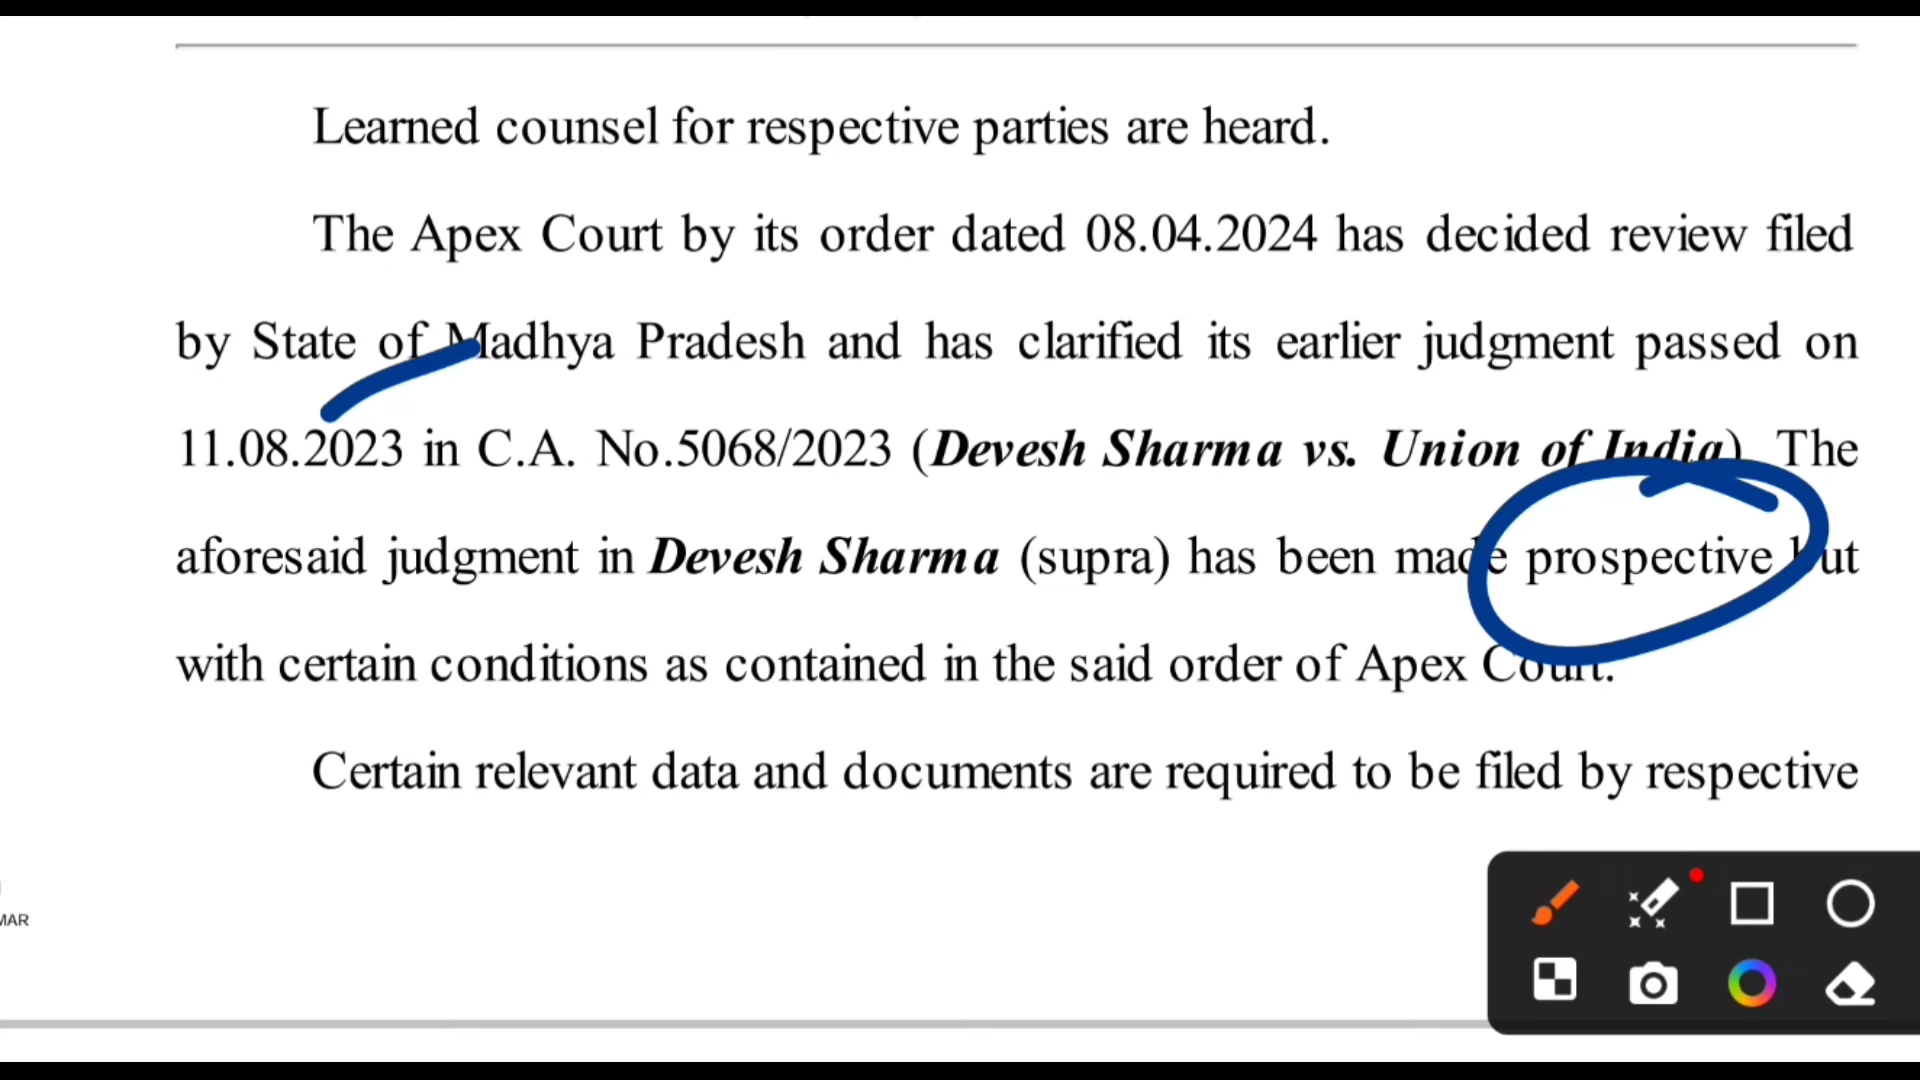 Learned counsel for respective parties are heard.
The Apex Court by its order dated 08.04.2024 has decided review filed
by State of Madhya Pradesh and has clarified its earlier judgment passed on
11.08.2023 in C.A. No.5068/2023 (Devesh Sharma vs. Union of India). The
aforesaid judgment in Devesh Sharma (supra) has been made prospective but
with certain conditions as contained in the said order of Apex Court.
Certain relevant data and documents are required to be filed by respective
MAR